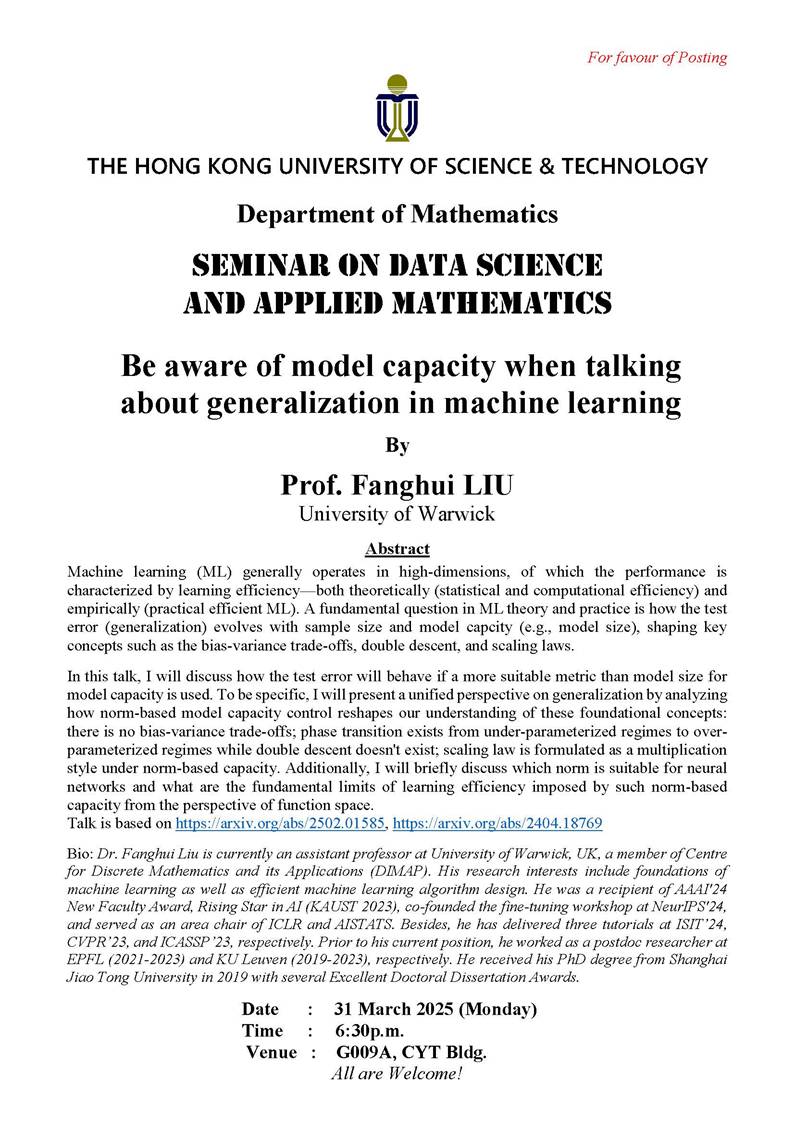 For favour of Posting
THE HONG KONG UNIVERSITY OF SCIENCE & TECHNOLOGY
Department of Mathematics
SEMINAR ON DATA SCIENCE
AND APPLIED MATHEMATICS
Be aware of model capacity when talking
about generalization in machine learning
By
Prof. Fanghui LIU
University of Warwick
Abstract
Machine learning (ML) generally operates in high-dimensions, of which the performance is
characterized by learning efficiency—both theoretically (statistical and computational efficiency) and
empirically (practical efficient ML). A fundamental question in ML theory and practice is how the test
error (generalization) evolves with sample size and model capcity (e.g., model size), shaping key
concepts such as the bias-variance trade-offs, double descent, and scaling laws.
In this talk, I will discuss how the test error will behave if a more suitable metric than model size for
model capacity is used. To be specific, I will present a unified perspective on generalization by analyzing
how norm-based model capacity control reshapes our understanding of these foundational concepts:
there is no bias-variance trade-offs; phase transition exists from under-parameterized regimes to over-
parameterized regimes while double descent doesn't exist; scaling law is formulated as a multiplication
style under norm-based capacity. Additionally, I will briefly discuss which norm is suitable for neural
networks and what are the fundamental limits of learning efficiency imposed by such norm-based
capacity from the perspective of function space.
Talk is based on https://arxiv.org/abs/2502.01585, https://arxiv.org/abs/2404.18769
Bio: Dr. Fanghui Liu is currently an assistant professor at University of Warwick, UK, a member of Centre
for Discrete Mathematics and its Applications (DIMAP). His research interests include foundations of
machine learning as well as efficient machine learning algorithm design. He was a recipient of AAAI'24
New Faculty Award, Rising Star in AI (KAUST 2023), co-founded the fine-tuning workshop at NeurIPS'24,
and served as an area chair of ICLR and AISTATS. Besides, he has delivered three tutorials at ISIT’24,
CVPR’23, and ICASSP’23, respectively. Prior to his current position, he worked as a postdoc researcher at
EPFL (2021-2023) and KU Leuven (2019-2023), respectively. He received his PhD degree from Shanghai
Jiao Tong University in 2019 with several Excellent Doctoral Dissertation Awards.
Date : 31 March 2025 (Monday)
Time : 6:30p.m.
Venue : G009A, CYT Bldg.
All are Welcome!